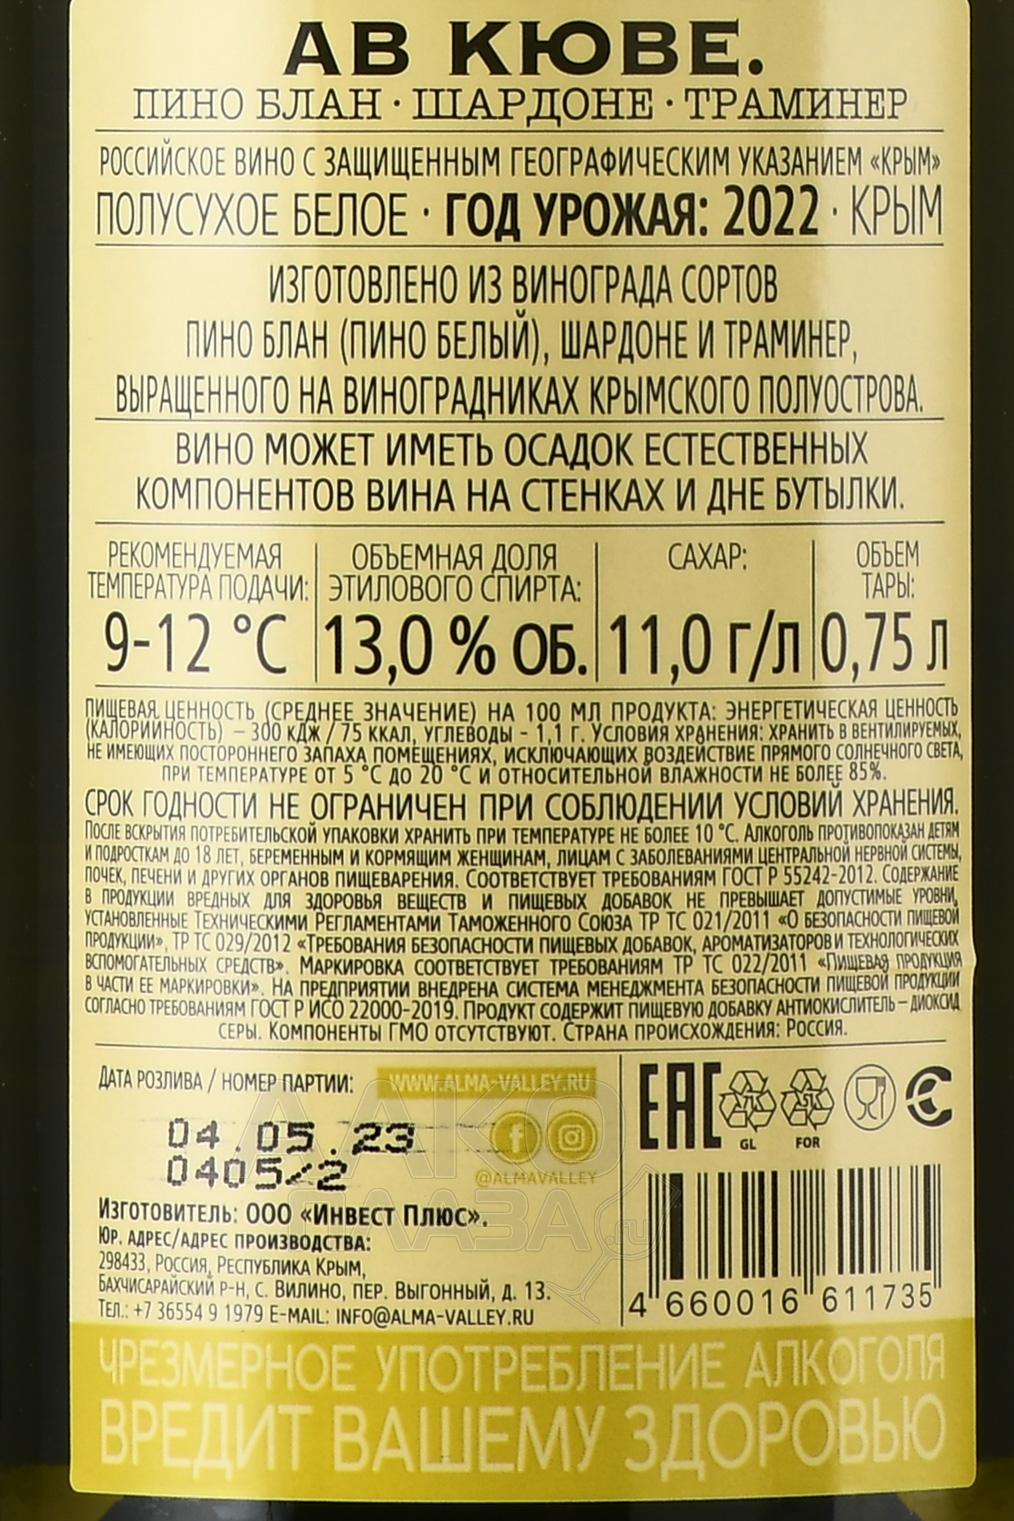 АВ КЮВЕ.
ПИНО БЛАН · ШАРДОНЕ · ТРАМИНЕР
РОССИЙСКОЕ ВИНО С ЗАЩИЩЕННЫМ ГЕОГРАФИЧЕСКИМ УКАЗАНИЕМ «КРЫМ»
ПОЛУСУХОЕ БЕЛОЕ · ГОД УРОЖАЯ: 2022 · КРЫМ
ИЗГОТОВЛЕНО ИЗ ВИНОГРАДА СОРТОВ
ПИНО БЛАН (ПИНО БЕЛЫЙ), ШАРДОНЕ И ТРАМИНЕР,
ВЫРАЩЕННОГО НА ВИНОГРАДНИКАХ КРЫМСКОГО ПОЛУОСТРОВА.
ВИНО МОЖЕТ ИМЕТЬ ОСАДОК ЕСТЕСТВЕННЫХ
КОМПОНЕНТОВ ВИНА НА СТЕНКАХ И ДНЕ БУТЫЛКИ.
РЕКОМЕНДУЕМАЯ
ТЕМПЕРАТУРА ПОДАЧИ:
9-12 °C
ОБЪЕМНАЯ ДОЛЯ
ЭТИЛОВОГО СПИРТА:
13,0 % ОБ.
САХАР:
11,0 г/л
ОБЪЕМ
ТАРЫ:
0,75 л
ПИЩЕВАЯ ЦЕННОСТЬ (СРЕДНЕЕ ЗНАЧЕНИЕ) НА 100 МЛ ПРОДУКТА: ЭНЕРГЕТИЧЕСКАЯ ЦЕННОСТЬ
(КАЛОРИЙНОСТЬ) – 300 кДж / 75 ККАЛ, УГЛЕВОДЫ - 1,1 г. УСЛОВИЯ ХРАНЕНИЯ: ХРАНИТЬ В ВЕНТИЛИРУЕМЫХ,
НЕ ИМЕЮЩИХ ПОСТОРОННЕГО ЗАПАХА ПОМЕЩЕНИЯХ, ИСКЛЮЧАЮЩИХ ВОЗДЕЙСТВИЕ ПРЯМОГО СОЛНЕЧНОГО СВЕТА,
ПРИ ТЕМПЕРАТУРЕ ОТ 5 °C ДО 20 °C И ОТНОСИТЕЛЬНОЙ ВЛАЖНОСТИ НЕ БОЛЕЕ 85%.
СРОК ГОДНОСТИ НЕ ОГРАНИЧЕН ПРИ СОБЛЮДЕНИИ УСЛОВИЙ ХРАНЕНИЯ.
ПОСЛЕ ВСКРЫТИЯ ПОТРЕБИТЕЛЬСКОЙ УПАКОВКИ ХРАНИТЬ ПРИ ТЕМПЕРАТУРЕ НЕ БОЛЕЕ 10 °C. АЛКОГОЛЬ ПРОТИВОПОКАЗАН ДЕТЯМ
И ПОДРОСТКАМ ДО 18 ЛЕТ, БЕРЕМЕННЫМ И КОРМЯЩИМ ЖЕНЩИНАМ, ЛИЦАМ С ЗАБОЛЕВАНИЯМИ ЦЕНТРАЛЬНОЙ НЕРВНОЙ СИСТЕМЫ,
ПОЧЕК, ПЕЧЕНИ И ДРУГИХ ОРГАНОВ ПИЩЕВАРЕНИЯ. СООТВЕТСТВУЕТ ТРЕБОВАНИЯМ ГОСТ Р 55242-2012. СОДЕРЖАНИЕ
В ПРОДУКЦИИ ВРЕДНЫХ ДЛЯ ЗДОРОВЬЯ ВЕЩЕСТВ И ПИЩЕВЫХ ДОБАВОК НЕ ПРЕВЫШАЕТ ДОПУСТИМЫЕ УРОВНИ,
УСТАНОВЛЕННЫЕ ТЕХНИЧЕСКИМИ РЕГЛАМЕНТАМИ ТАМОЖЕННОГО СОЮЗА ТР ТС 021/2011 «О БЕЗОПАСНОСТИ ПИЩЕВОЙ
ПРОДУКЦИИ», ТР ТС 029/2012 «ТРЕБОВАНИЯ БЕЗОПАСНОСТИ ПИЩЕВЫХ ДОБАВОК, АРОМАТИЗАТОРОВ И ТЕХНОЛОГИЧЕСКИХ
ВСПОМОГАТЕЛЬНЫХ СРЕДСТВ». МАРКИРОВКА СООТВЕТСТВУЕТ ТРЕБОВАНИЯМ ТР ТС 022/2011 «ПИЩЕВАЯ ПРОДУКЦИЯ
В ЧАСТИ ЕЕ МАРКИРОВКИ». НА ПРЕДПРИЯТИИ ВНЕДРЕНА СИСТЕМА МЕНЕДЖМЕНТА БЕЗОПАСНОСТИ ПИЩЕВОЙ ПРОДУКЦИИ
СОГЛАСНО ТРЕБОВАНИЯМ ГОСТ Р ИСО 22000-2019. ПРОДУКТ СОДЕРЖИТ ПИЩЕВУЮ ДОБАВКУ АНТИОКИСЛИТЕЛЬ – ДИОКСИД
СЕРЫ. КОМПОНЕНТЫ ГМО ОТСУТСТВУЮТ. СТРАНА ПРОИСХОЖДЕНИЯ: РОССИЯ.
ДАТА РОЗЛИВА / НОМЕР ПАРТИИ:
WWW.ALMA-VALLEY.RU
04.05.23
0405/2
@ALMAVALLEY
ИЗГОТОВИТЕЛЬ: ООО «ИНВЕСТ ПЛЮС».
ЮР. АДРЕС/АДРЕС ПРОИЗВОДСТВА:
298433, РОССИЯ, РЕСПУБЛИКА КРЫМ,
БАХЧИСАРАЙСКИЙ Р-Н, С. ВИЛИНО, ПЕР. ВЫГОННЫЙ, Д. 13.
ТЕЛ.: +7 36554 9 1979 E-MAIL: INFO@ALMA-VALLEY.RU
EAC
GL
FOR
4 660016 611735
ЧРЕЗМЕРНОЕ УПОТРЕБЛЕНИЕ АЛКОГОЛЯ
ВРЕДИТ ВАШЕМУ ЗДОРОВЬЮ